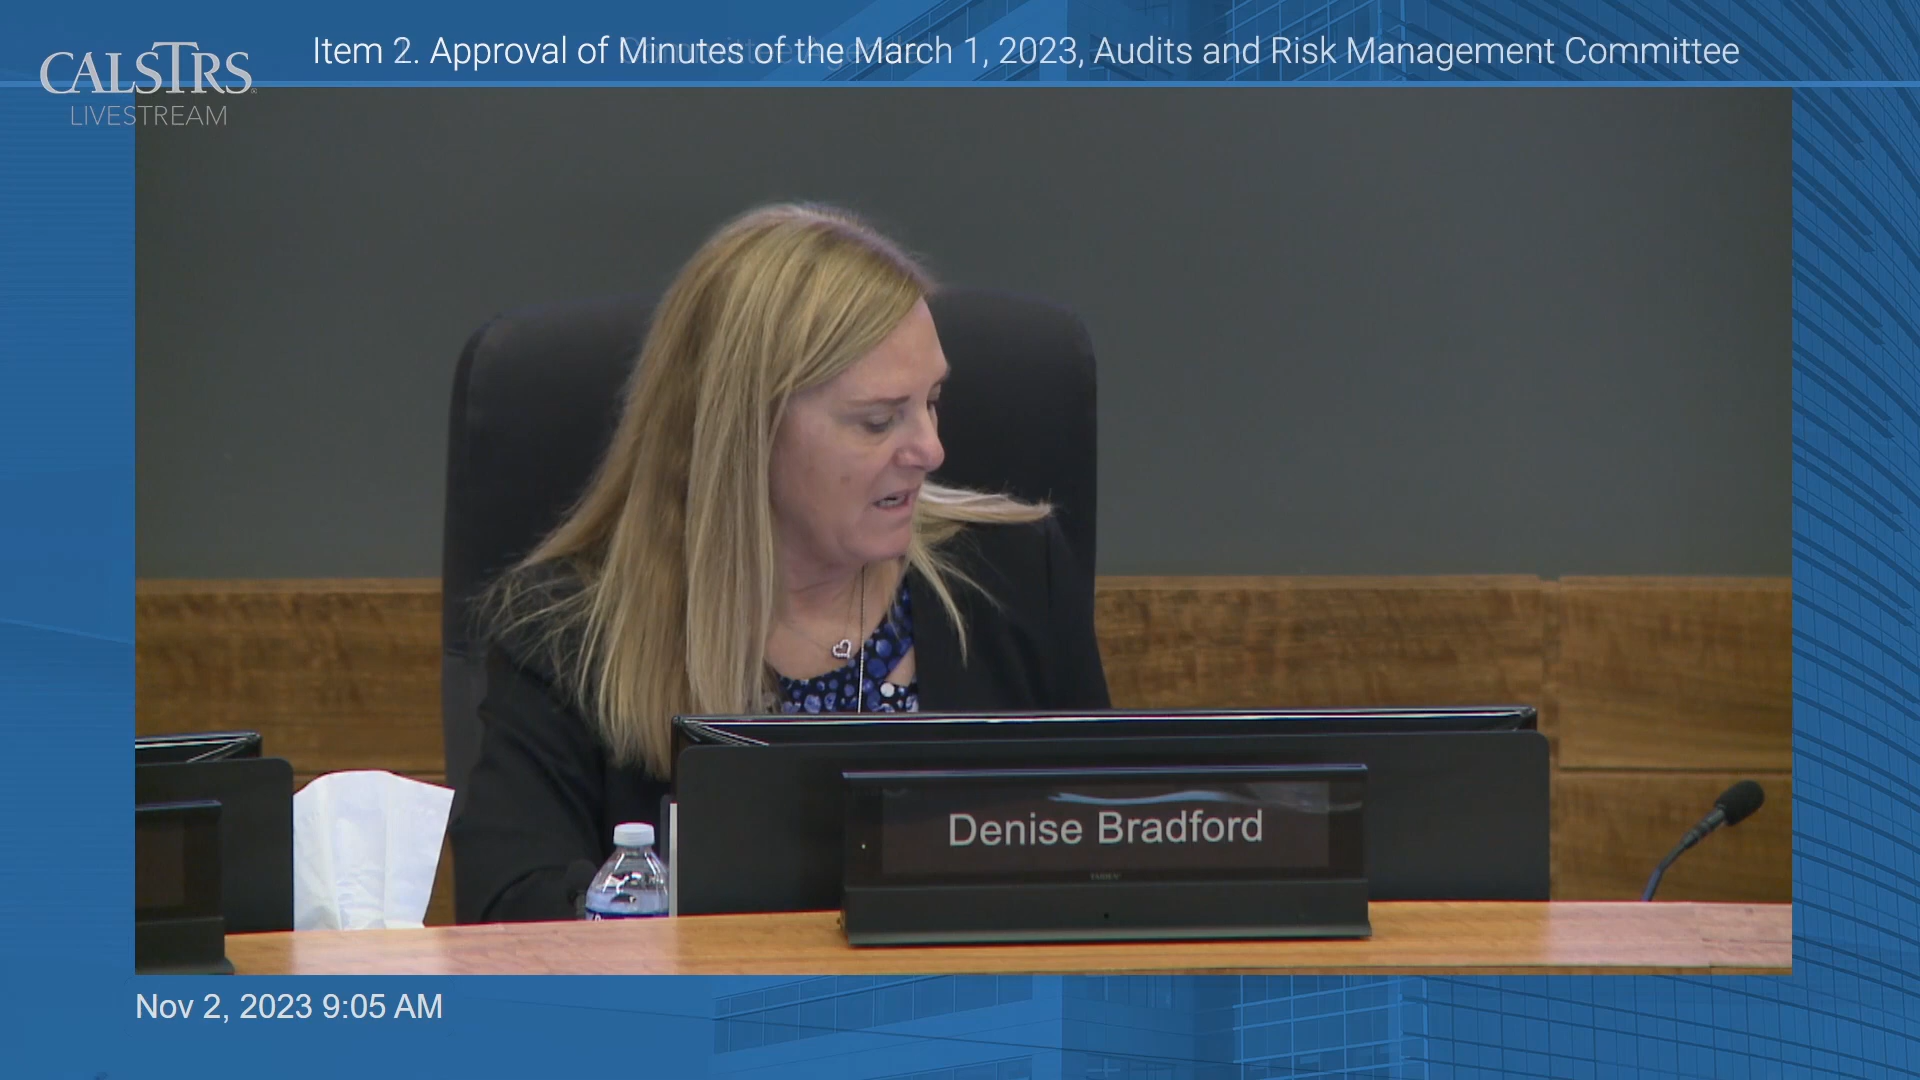 Item 2. Approval of Minutes of the March 1, 2023, Audits and Risk Management Committee
CALSTRS
LIVESTREAM
Denise Bradford
Nov 2, 2023 9:05 AM